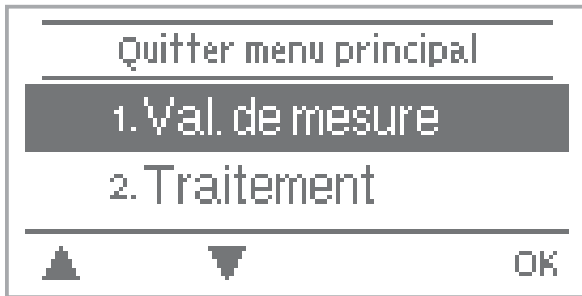 Quitter menu principal
1. Val. de mesure
2. Traitement
OK